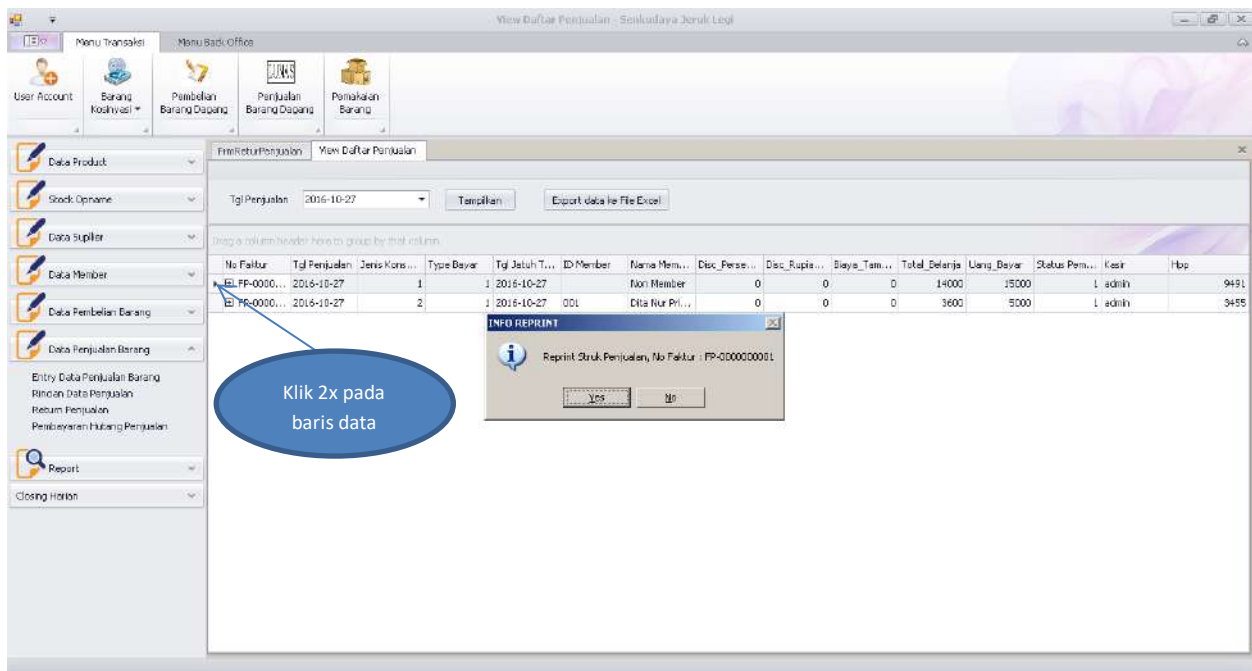 View Daftar Penjualan - Senkudaya Jeruk Legi
Menu Transaksi
Menu Back Office
User Account
Barang
Kosinyasi
Pembelian
Barang Dagang
Penjualan
Barang Dagang
Pemakaian
Barang
Data Product
Stock Opname
Data Suplier
Data Member
Data Pembelian Barang
Data Penjualan Barang
Entry Data Penjualan Barang
Rincian Data Penjualan
Return Penjualan
Pembayaran Hutang Penjualan
Report
Closing Harian
FrmReturPenjualan View Daftar Penjualan
Tgl Penjualan 2016-10-27 Tampilkan Export data ke File Excel
Drag a column header here to group by that column
No Faktur Tgl Penjualan Jenis Kons... Type Bayar Tgl Jatuh T... ID Member Nama Mem... Disc_Perse... Disc_Rupia... Biaya_Tam... Total_Belanja Uang_Bayar Status Pem... Kasir Hpp
FP-0000... 2016-10-27 1 1 2016-10-27 Non Member 0 0 0 14000 15000 1 admin 9491
FP-0000... 2016-10-27 2 1 2016-10-27 001 Dita Nur Pri... 0 0 0 3600 5000 1 admin 3455
INFO REPRINT
Reprint Struk Penjualan, No Faktur : FP-0000000001
Yes No
Klik 2x pada
baris data